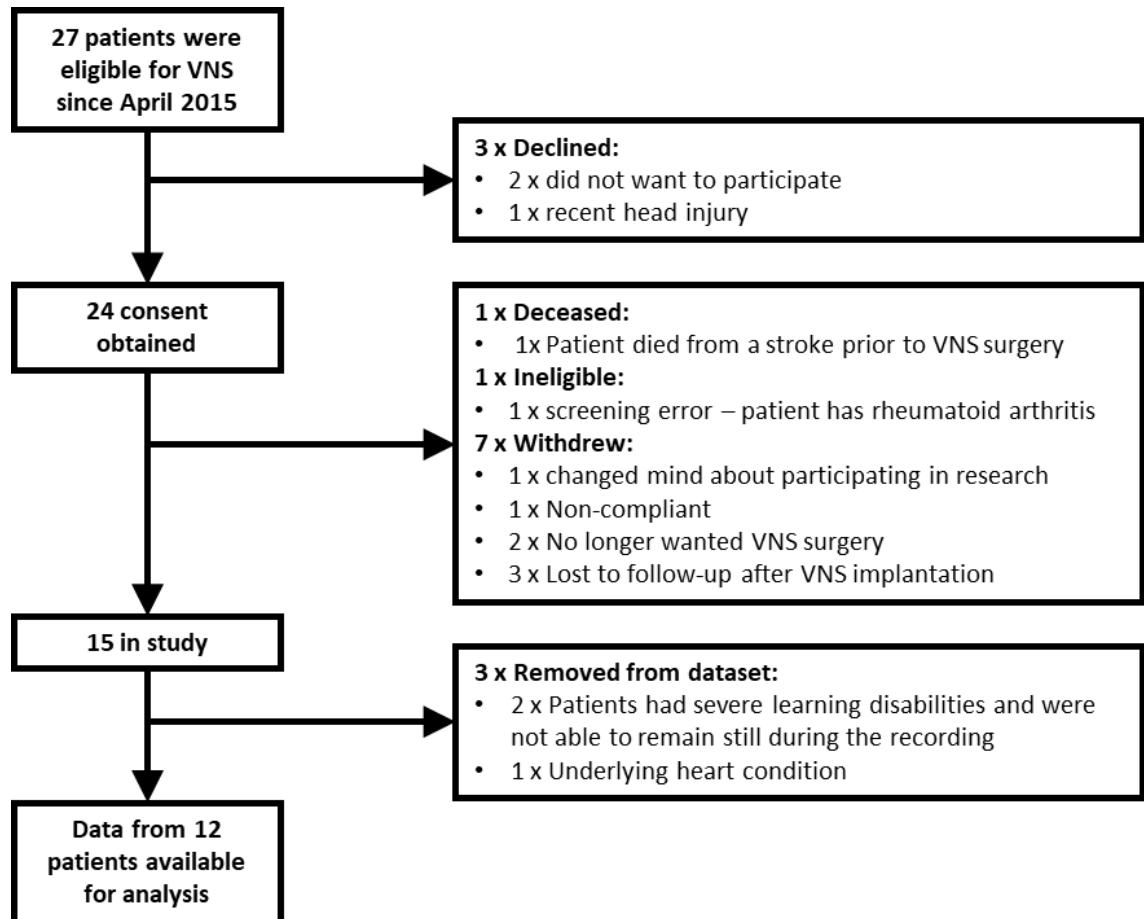 27 patients were
eligible for VNS
since April 2015
3 x Declined:
• 2 x did not want to participate
• 1 x recent head injury
24 consent
obtained
1 x Deceased:
• 1x Patient died from a stroke prior to VNS surgery
1 x Ineligible:
• 1 x screening error – patient has rheumatoid arthritis
7 x Withdrew:
• 1 x changed mind about participating in research
• 1 x Non-compliant
• 2 x No longer wanted VNS surgery
• 3 x Lost to follow-up after VNS implantation
15 in study
3 x Removed from dataset:
• 2 x Patients had severe learning disabilities and were
not able to remain still during the recording
• 1 x Underlying heart condition
Data from 12
patients available
for analysis